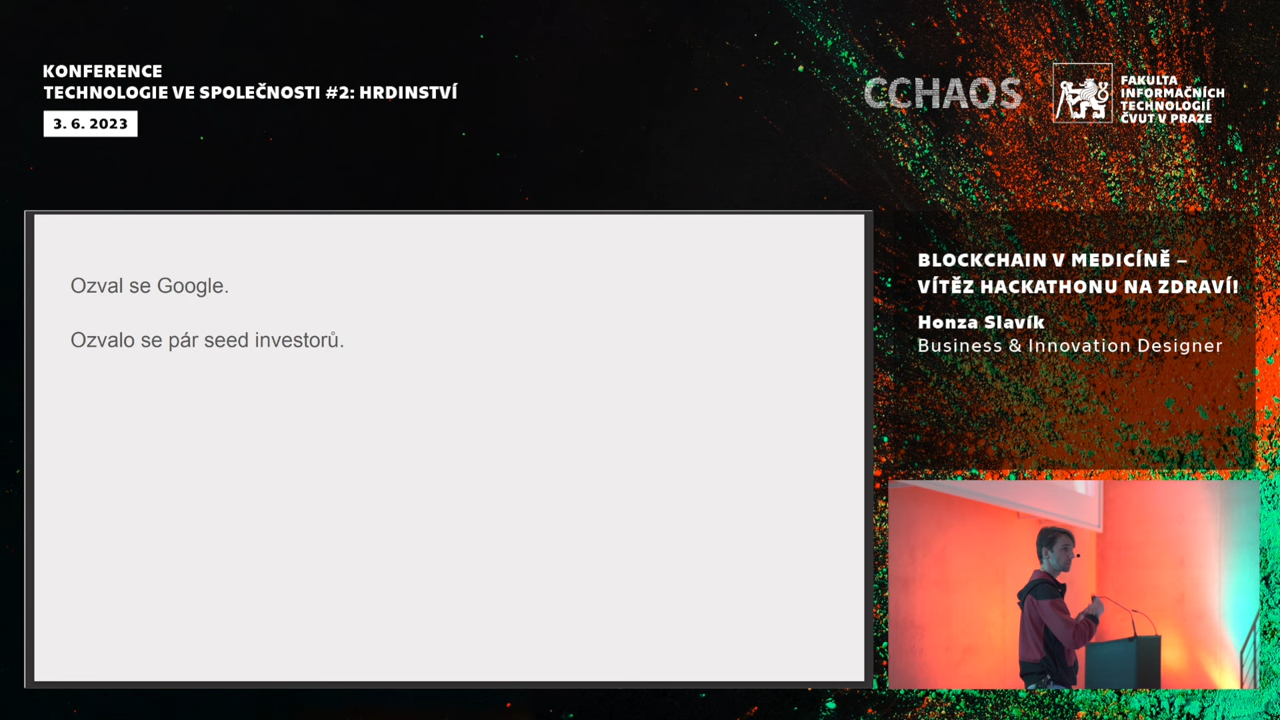 KONFERENCE
TECHNOLOGIE VE SPOLEČNOSTI #2: HRDINSTVÍ
3. 6. 2023
CCHAOS
FAKULTA
INFORMAČNÍCH
TECHNOLOGIÍ
ČVUT V PRAZE
Ozval se Google.
Ozvalo se pár seed investorů.
BLOCKCHAIN V MEDICÍNĚ –
VÍTĚZ HACKATHONU NA ZDRAVÍ!
Honza Slavík
Business & Innovation Designer